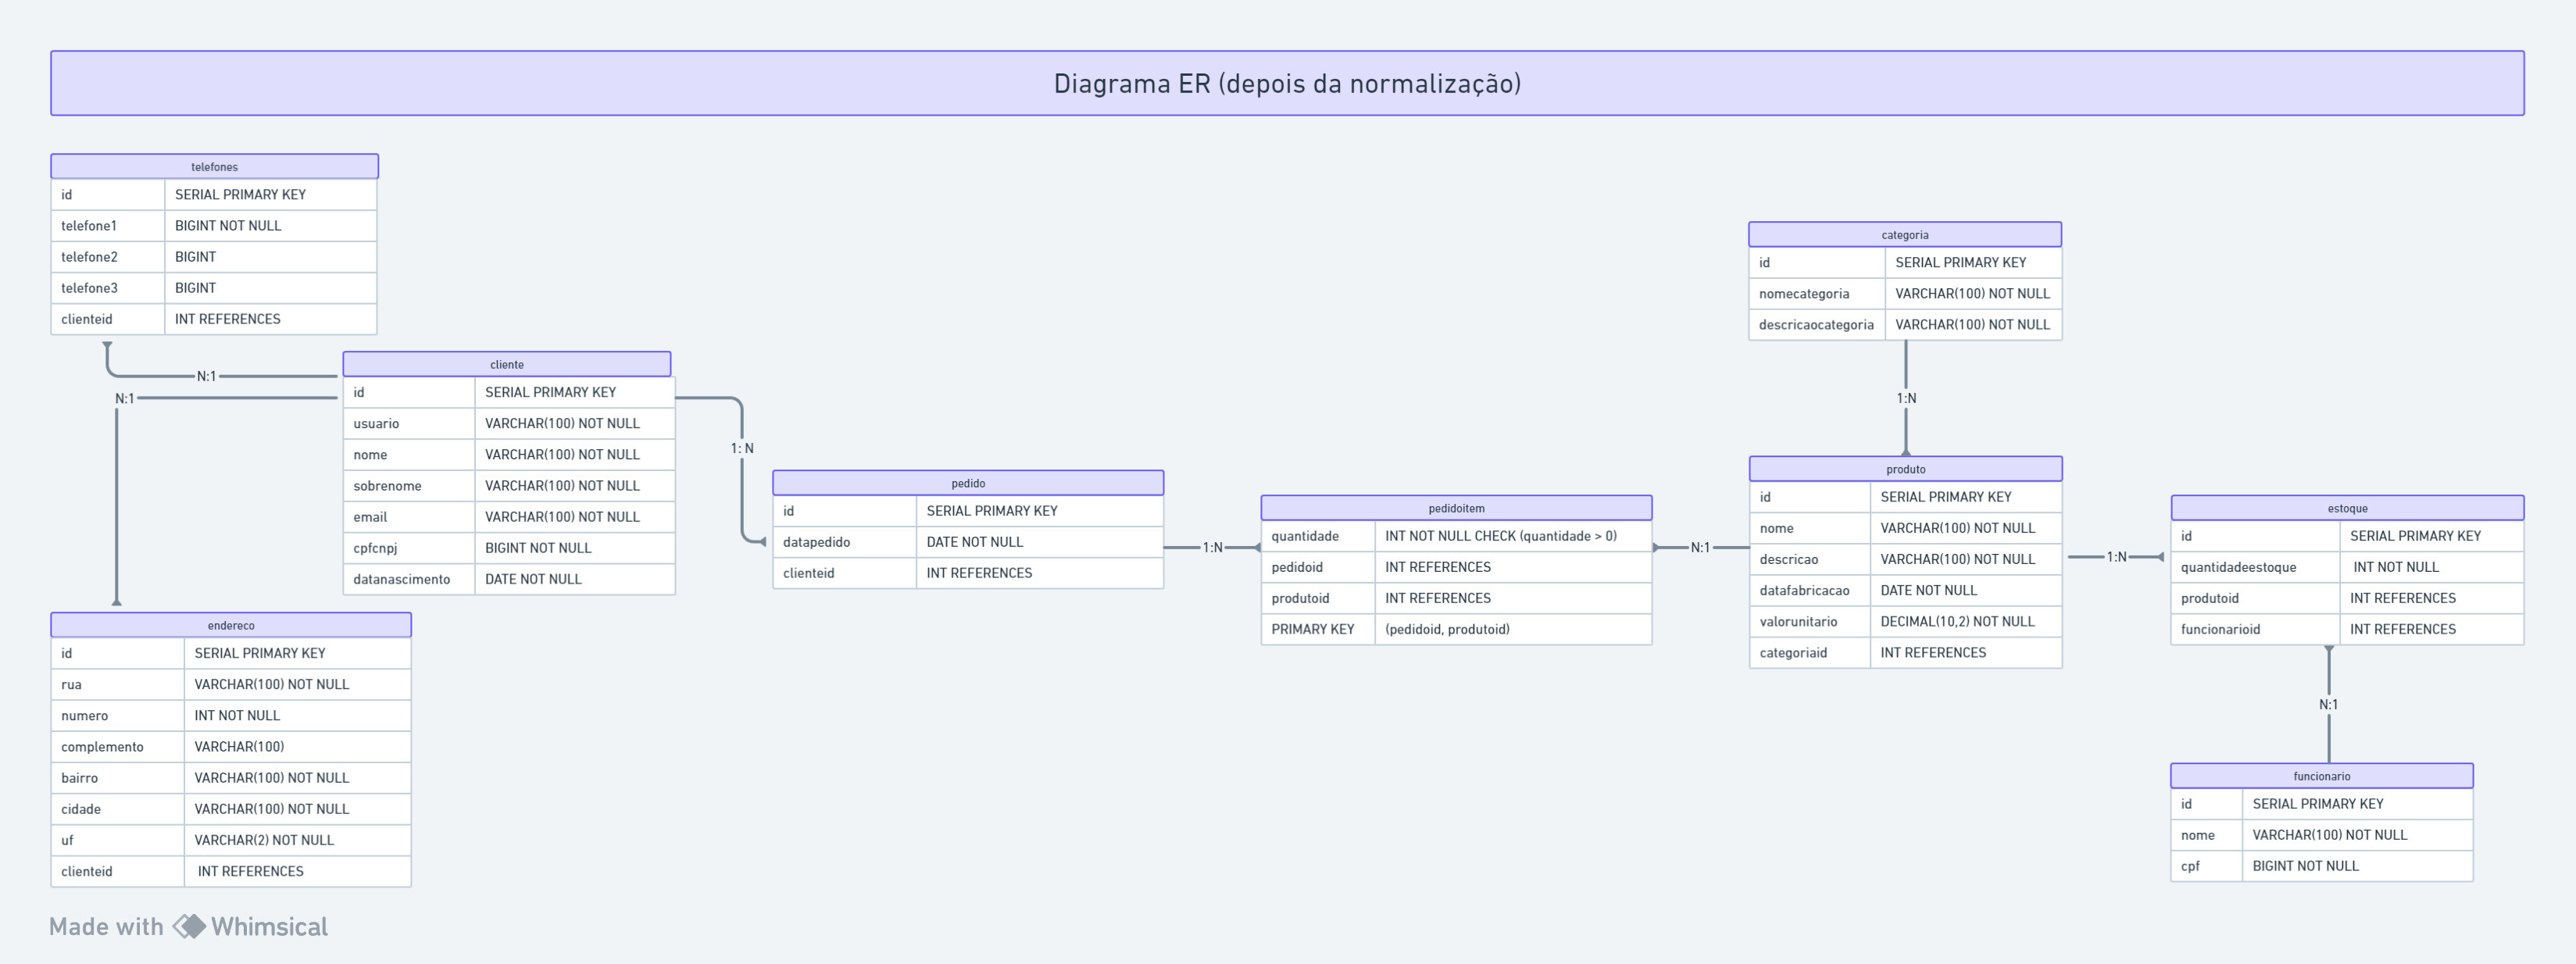 Diagrama ER (depois da normalização)
telefones
id SERIAL PRIMARY KEY
telefone1 BIGINT NOT NULL
telefone2 BIGINT
telefone3 BIGINT
clienteid INT REFERENCES
N:1
N:1
cliente
id SERIAL PRIMARY KEY
usuario VARCHAR(100) NOT NULL
nome VARCHAR(100) NOT NULL
sobrenome VARCHAR(100) NOT NULL
email VARCHAR(100) NOT NULL
cpfcnpj BIGINT NOT NULL
datanascimento DATE NOT NULL
endereco
id SERIAL PRIMARY KEY
rua VARCHAR(100) NOT NULL
numero INT NOT NULL
complemento VARCHAR(100)
bairro VARCHAR(100) NOT NULL
cidade VARCHAR(100) NOT NULL
uf VARCHAR(2) NOT NULL
clienteid INT REFERENCES
1: N
pedido
id SERIAL PRIMARY KEY
datapedido DATE NOT NULL
clienteid INT REFERENCES
1:N
pedidoitem
quantidade INT NOT NULL CHECK (quantidade > 0)
pedidoid INT REFERENCES
produtoid INT REFERENCES
PRIMARY KEY (pedidoid, produtoid)
N:1
categoria
id SERIAL PRIMARY KEY
nomecategoria VARCHAR(100) NOT NULL
descricaocategoria VARCHAR(100) NOT NULL
1:N
produto
id SERIAL PRIMARY KEY
nome VARCHAR(100) NOT NULL
descricao VARCHAR(100) NOT NULL
datafabricacao DATE NOT NULL
valorunitario DECIMAL(10,2) NOT NULL
categoriaid INT REFERENCES
1:N
estoque
id SERIAL PRIMARY KEY
quantidadeestoque INT NOT NULL
produtoid INT REFERENCES
funcionarioid INT REFERENCES
N:1
funcionario
id SERIAL PRIMARY KEY
nome VARCHAR(100) NOT NULL
cpf BIGINT NOT NULL
Made with Whimsical